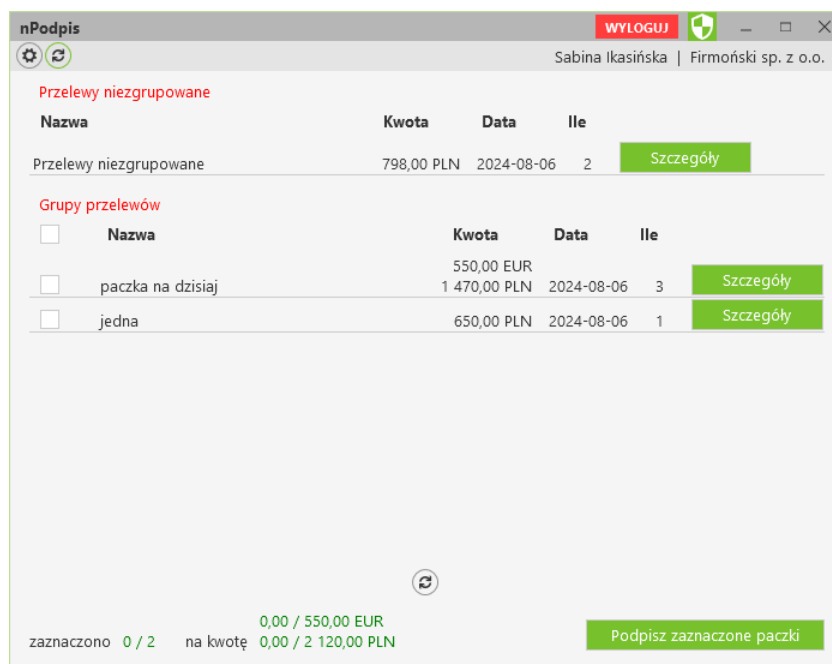 nPodpis WYLOGUJ
Sabina Ikasińska | Firmoński sp. z o.o.
Przelewy niezgrupowane
Nazwa Kwota Data Ile
Przelewy niezgrupowane 798,00 PLN 2024-08-06 2 Szczegóły
Grupy przelewów
Nazwa Kwota Data Ile
550,00 EUR
paczka na dzisiaj 1 470,00 PLN 2024-08-06 3 Szczegóły
jedna 650,00 PLN 2024-08-06 1 Szczegóły
0,00 / 550,00 EUR
zaznaczono 0 / 2 na kwotę 0,00 / 2 120,00 PLN Podpisz zaznaczone paczki